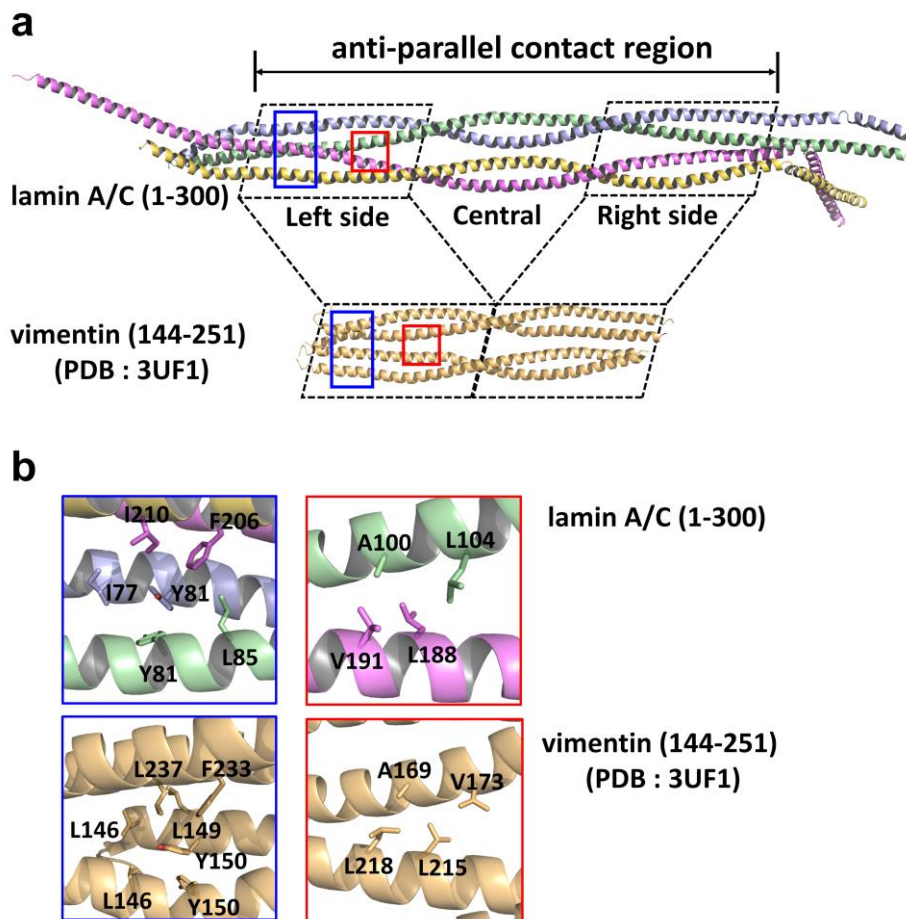 a
anti-parallel contact region
lamin A/C (1-300)
Left side
Central
Right side
vimentin (144-251)
(PDB : 3UF1)
b
I210
F206
I77
Y81
Y81
L85
A100
L104
V191
L188
lamin A/C (1-300)
L237
F233
L146
L149
Y150
L146
Y150
A169
V173
L218
L215
vimentin (144-251)
(PDB : 3UF1)